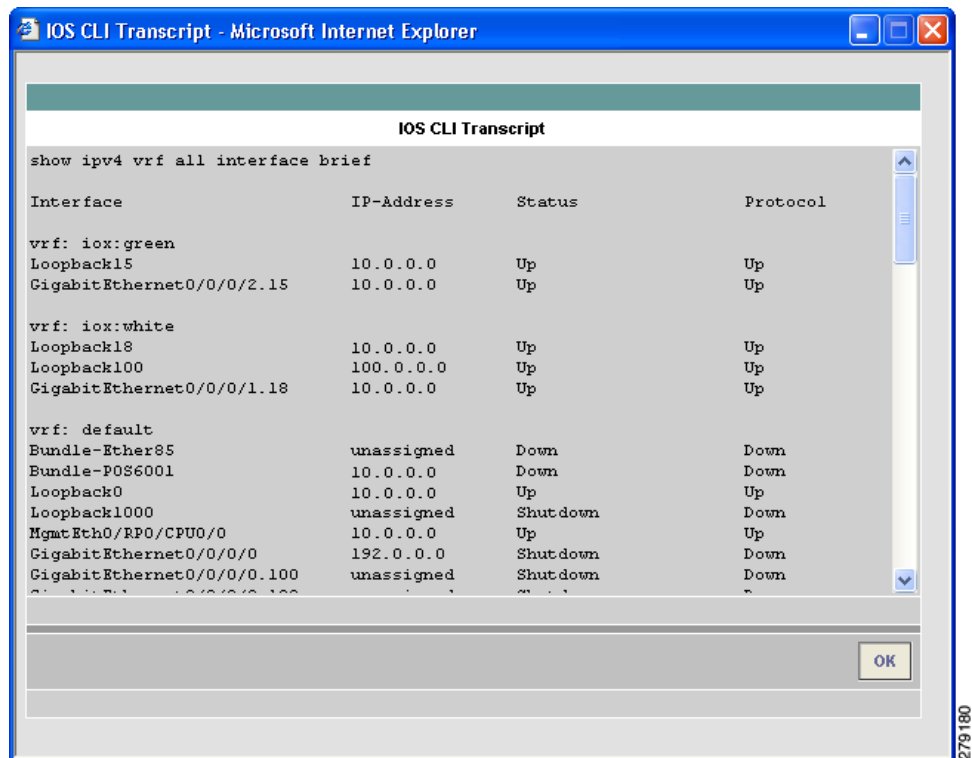 IOS CLI Transcript - Microsoft Internet Explorer
IOS CLI Transcript
show ipv4 vrf all interface brief
Interface IP-Address Status Protocol
vrf: iox:green
Loopback15 10.0.0.0 Up Up
GigabitEthernet0/0/0/2.15 10.0.0.0 Up Up
vrf: iox:white
Loopback18 10.0.0.0 Up Up
Loopback100 100.0.0.0 Up Up
GigabitEthernet0/0/0/1.18 10.0.0.0 Up Up
vrf: default
Bundle-Ether85 unassigned Down Down
Bundle-POS6001 10.0.0.0 Down Down
Loopback0 10.0.0.0 Up Up
Loopback1000 unassigned Shutdown Down
MgmtEth0/RP0/CPU0/0 10.0.0.0 Up Up
GigabitEthernet0/0/0/0 192.0.0.0 Shutdown Down
GigabitEthernet0/0/0/0.100 unassigned Shutdown Down
OK
279180